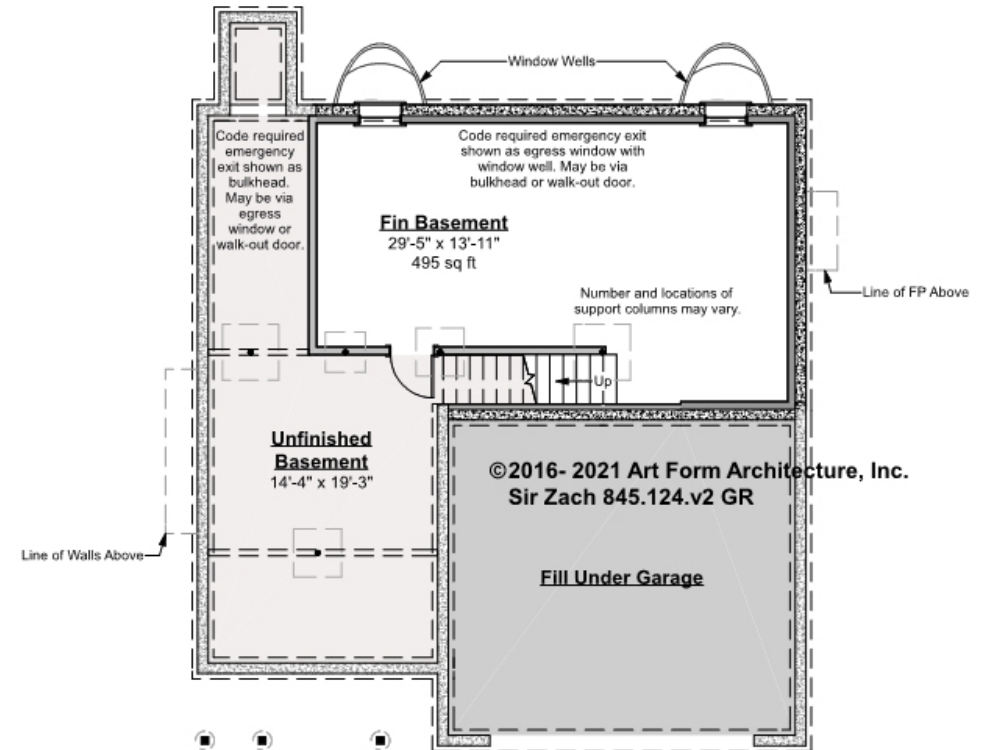 Window Wells
Code required
emergency
exit shown as
bulkhead.
May be via
egress
window or
walk-out door.
Code required emergency exit
shown as egress window with
window well. May be via
bulkhead or walk-out door.
Fin Basement
29'-5" x 13'-11"
495 sq ft
Number and locations of
support columns may vary.
Line of FP Above
Up
Unfinished
Basement
14'-4" x 19'-3"
©2016- 2021 Art Form Architecture, Inc.
Sir Zach 845.124.v2 GR
Line of Walls Above
Fill Under Garage